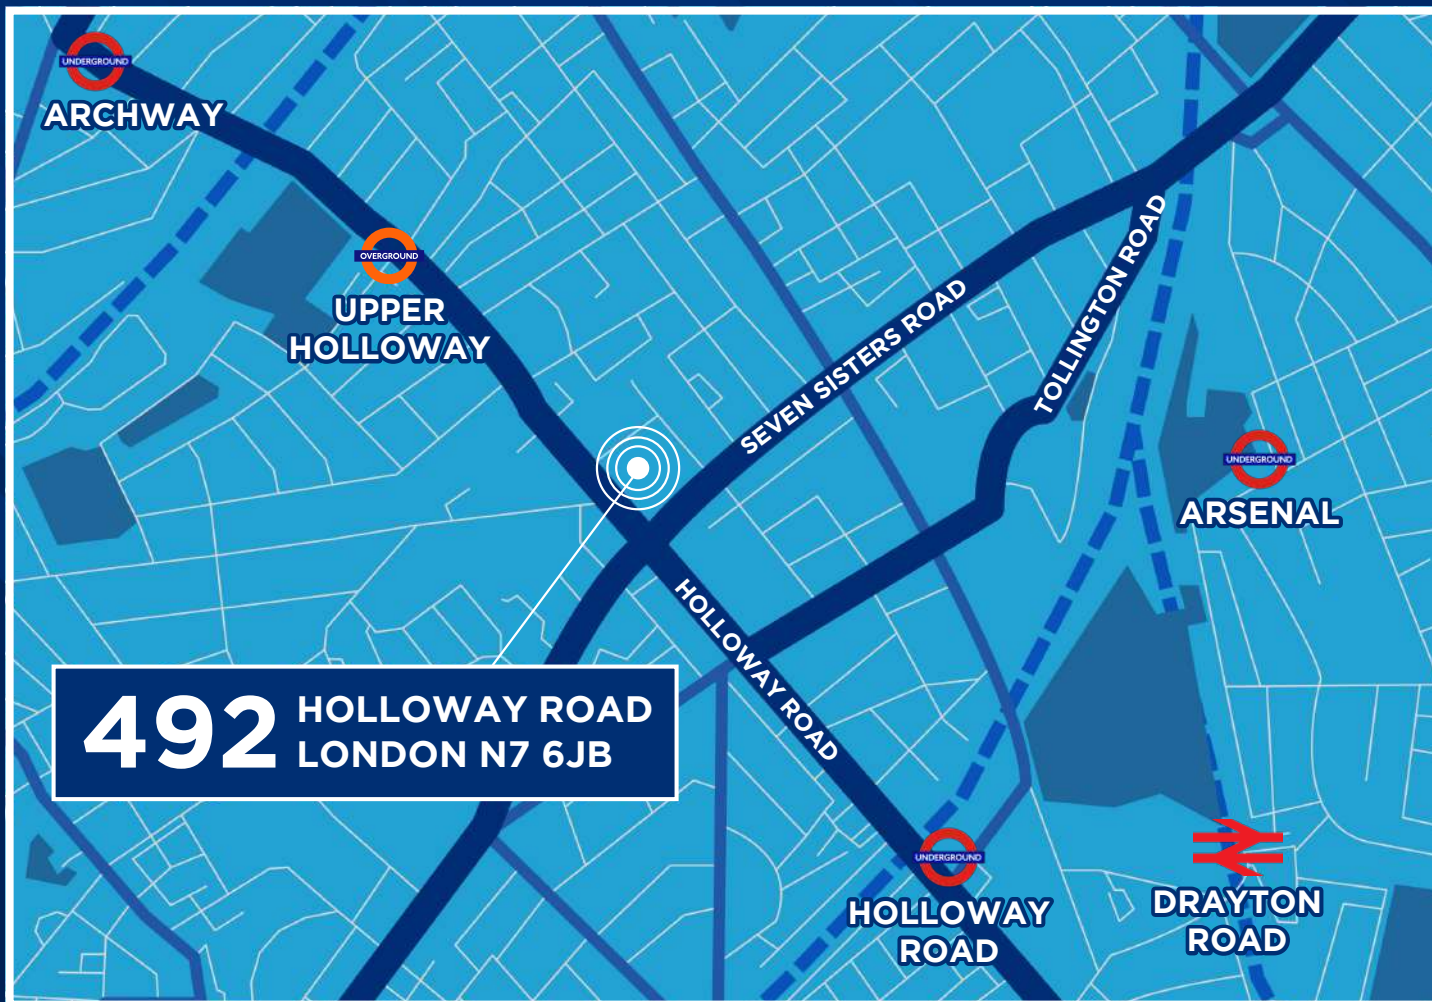 UNDERGROUND
ARCHWAY
OVERGROUND
UPPER
HOLLOWAY
SEVEN SISTERS ROAD
TOLLINGTON ROAD
UNDERGROUND
ARSENAL
HOLLOWAY ROAD
492 HOLLOWAY ROAD
LONDON N7 6JB
UNDERGROUND
HOLLOWAY
ROAD
DRAYTON
ROAD